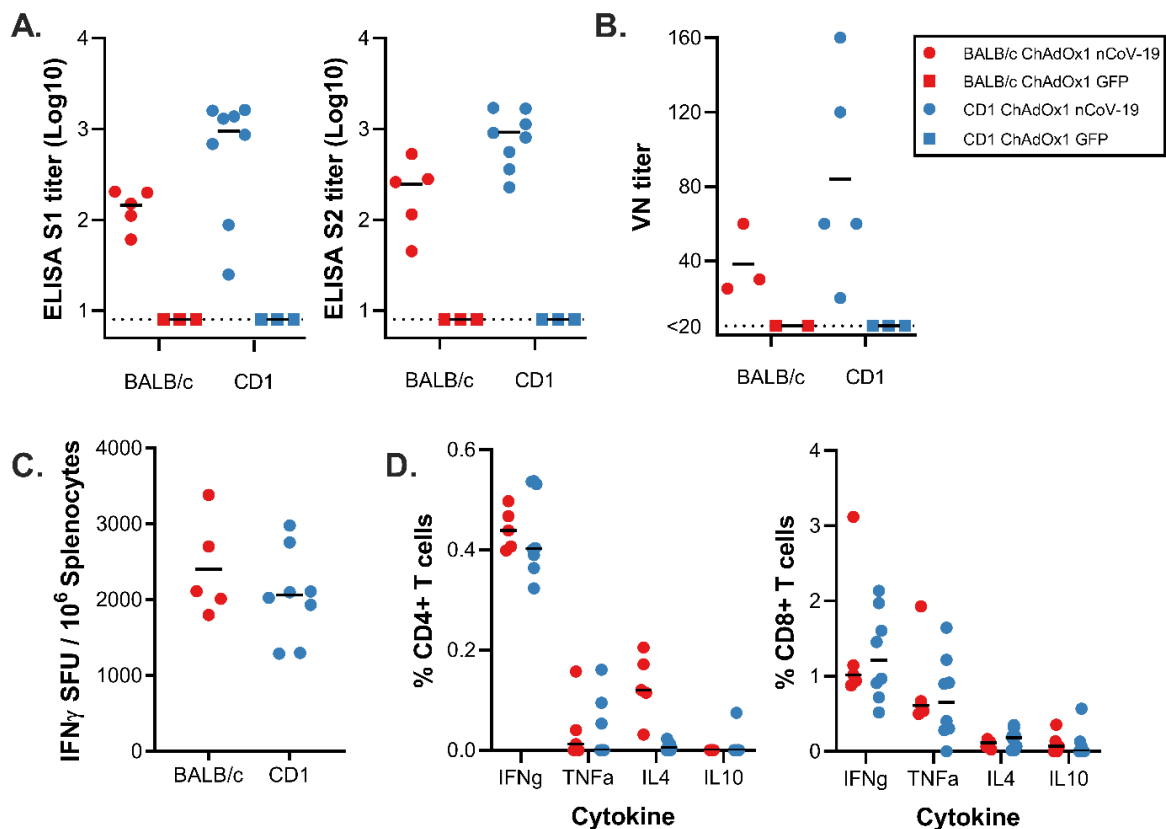 A.
ELISA S1 titer (Log10)
4
3
2
1
BALB/c CD1
ELISA S2 titer (Log10)
4
3
2
1
BALB/c CD1
B.
VN titer
160
120
80
40
<20
BALB/c CD1
BALB/c ChAdOx1 nCoV-19
BALB/c ChAdOx1 GFP
CD1 ChAdOx1 nCoV-19
CD1 ChAdOx1 GFP
C.
IFNγ SFU / 10⁶ Splenocytes
4000
3000
2000
1000
0
BALB/c CD1
D.
% CD4+ T cells
0.6
0.4
0.2
0.0
IFNg TNFa IL4 IL10
Cytokine
% CD8+ T cells
4
3
2
1
0
IFNg TNFa IL4 IL10
Cytokine